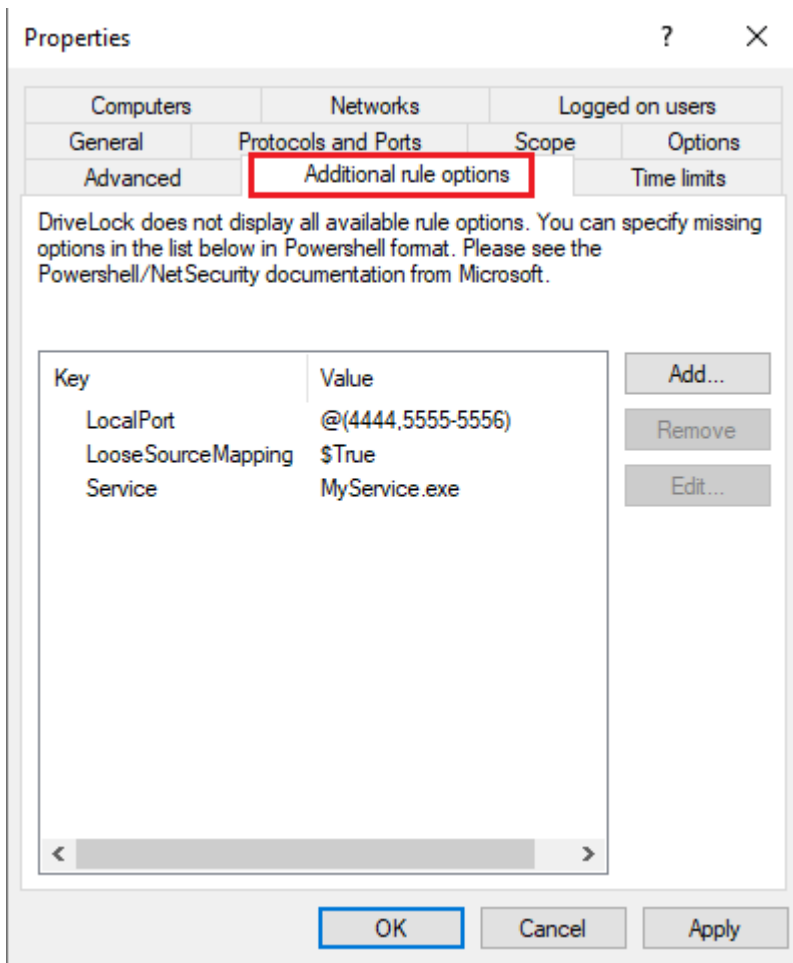 Properties ?
Computers Networks Logged on users
General Protocols and Ports Scope Options
Advanced Additional rule options Time limits
DriveLock does not display all available rule options. You can specify missing
options in the list below in Powershell format. Please see the
Powershell/NetSecurity documentation from Microsoft.
Key Value Add...
LocalPort @(4444,5555-5556)
Remove
LooseSourceMapping $True
Service MyService.exe Edit...
OK Cancel Apply